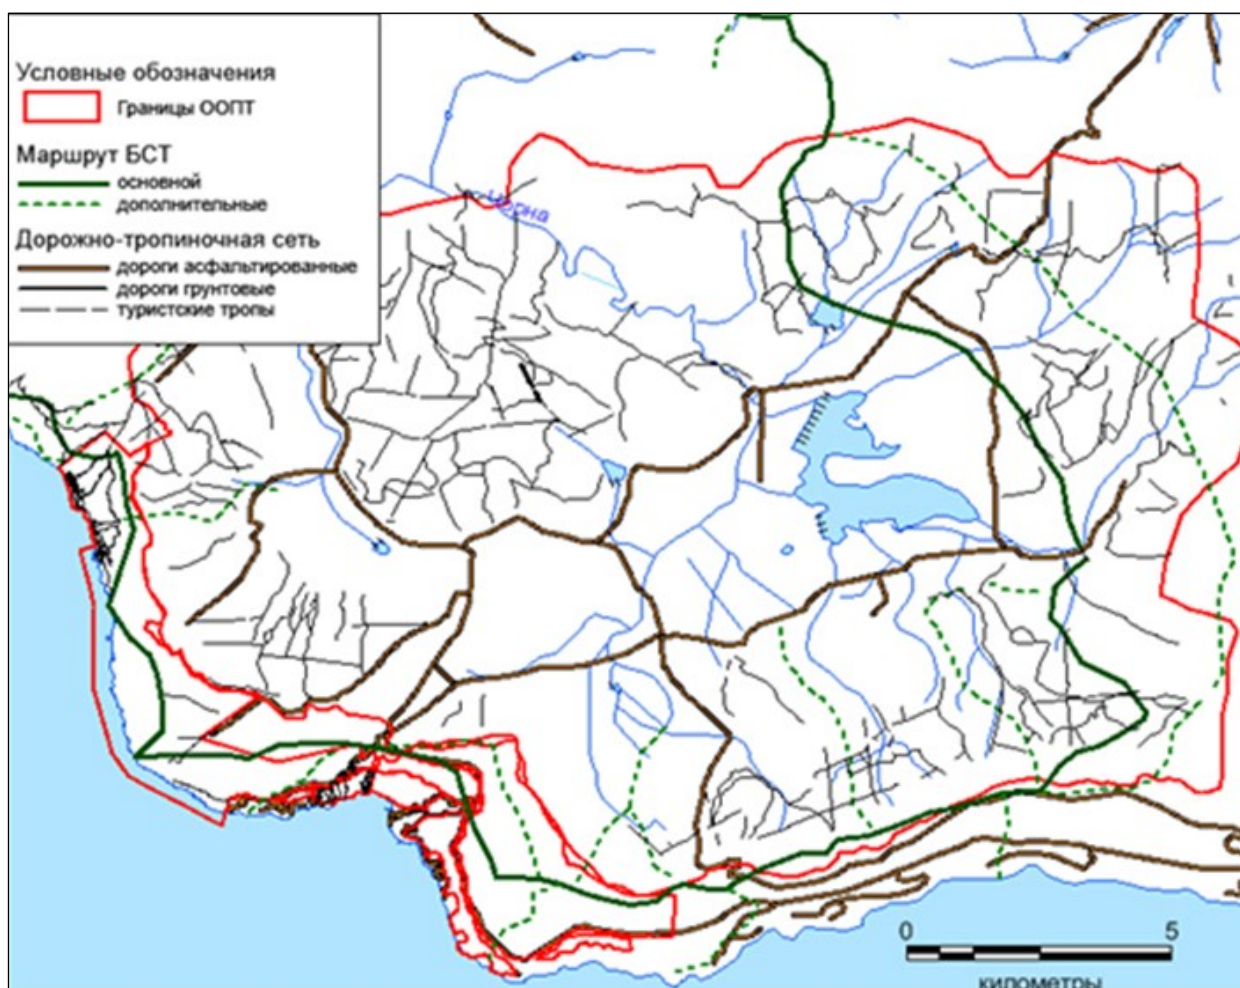 Условные обозначения
Границы ООПТ
Маршрут БСТ
основной
дополнительные
Дорожно-тропиночная сеть
дороги асфальтированные
дороги грунтовые
туристские тропы
Чорна
0 5
километры